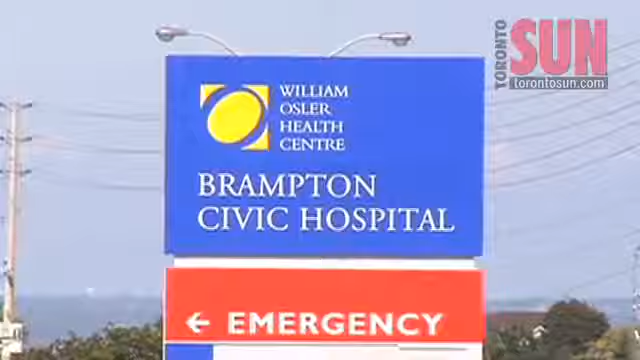 TORONTO
SUN
torontosun.com
WILLIAM
OSLER
HEALTH
CENTRE
BRAMPTON
CIVIC HOSPITAL
← EMERGENCY